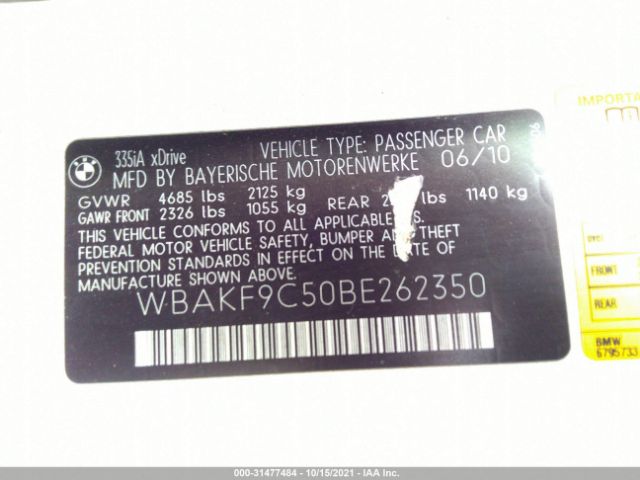 BMW
335iA xDrive VEHICLE TYPE: PASSENGER CAR
MFD BY BAYERISCHE MOTORENWERKE 06/10
GVWR 4685 lbs 2125 kg
GAWR FRONT 2326 lbs 1055 kg REAR 2 lbs 1140 kg
THIS VEHICLE CONFORMS TO ALL APPLICABLE U.S.
FEDERAL MOTOR VEHICLE SAFETY, BUMPER AND THEFT
PREVENTION STANDARDS IN EFFECT ON THE DATE OF
MANUFACTURE SHOWN ABOVE.
WBAKF9C50BE262350
IMPORTA
FRONT
REAR
BMW
6795733
000-31477484 - 10/15/2021 - IAA Inc.